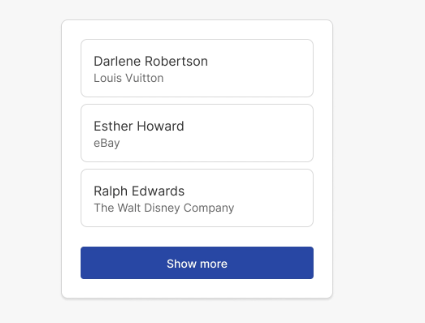 Darlene Robertson
Louis Vuitton
Esther Howard
eBay
Ralph Edwards
The Walt Disney Company
Show more